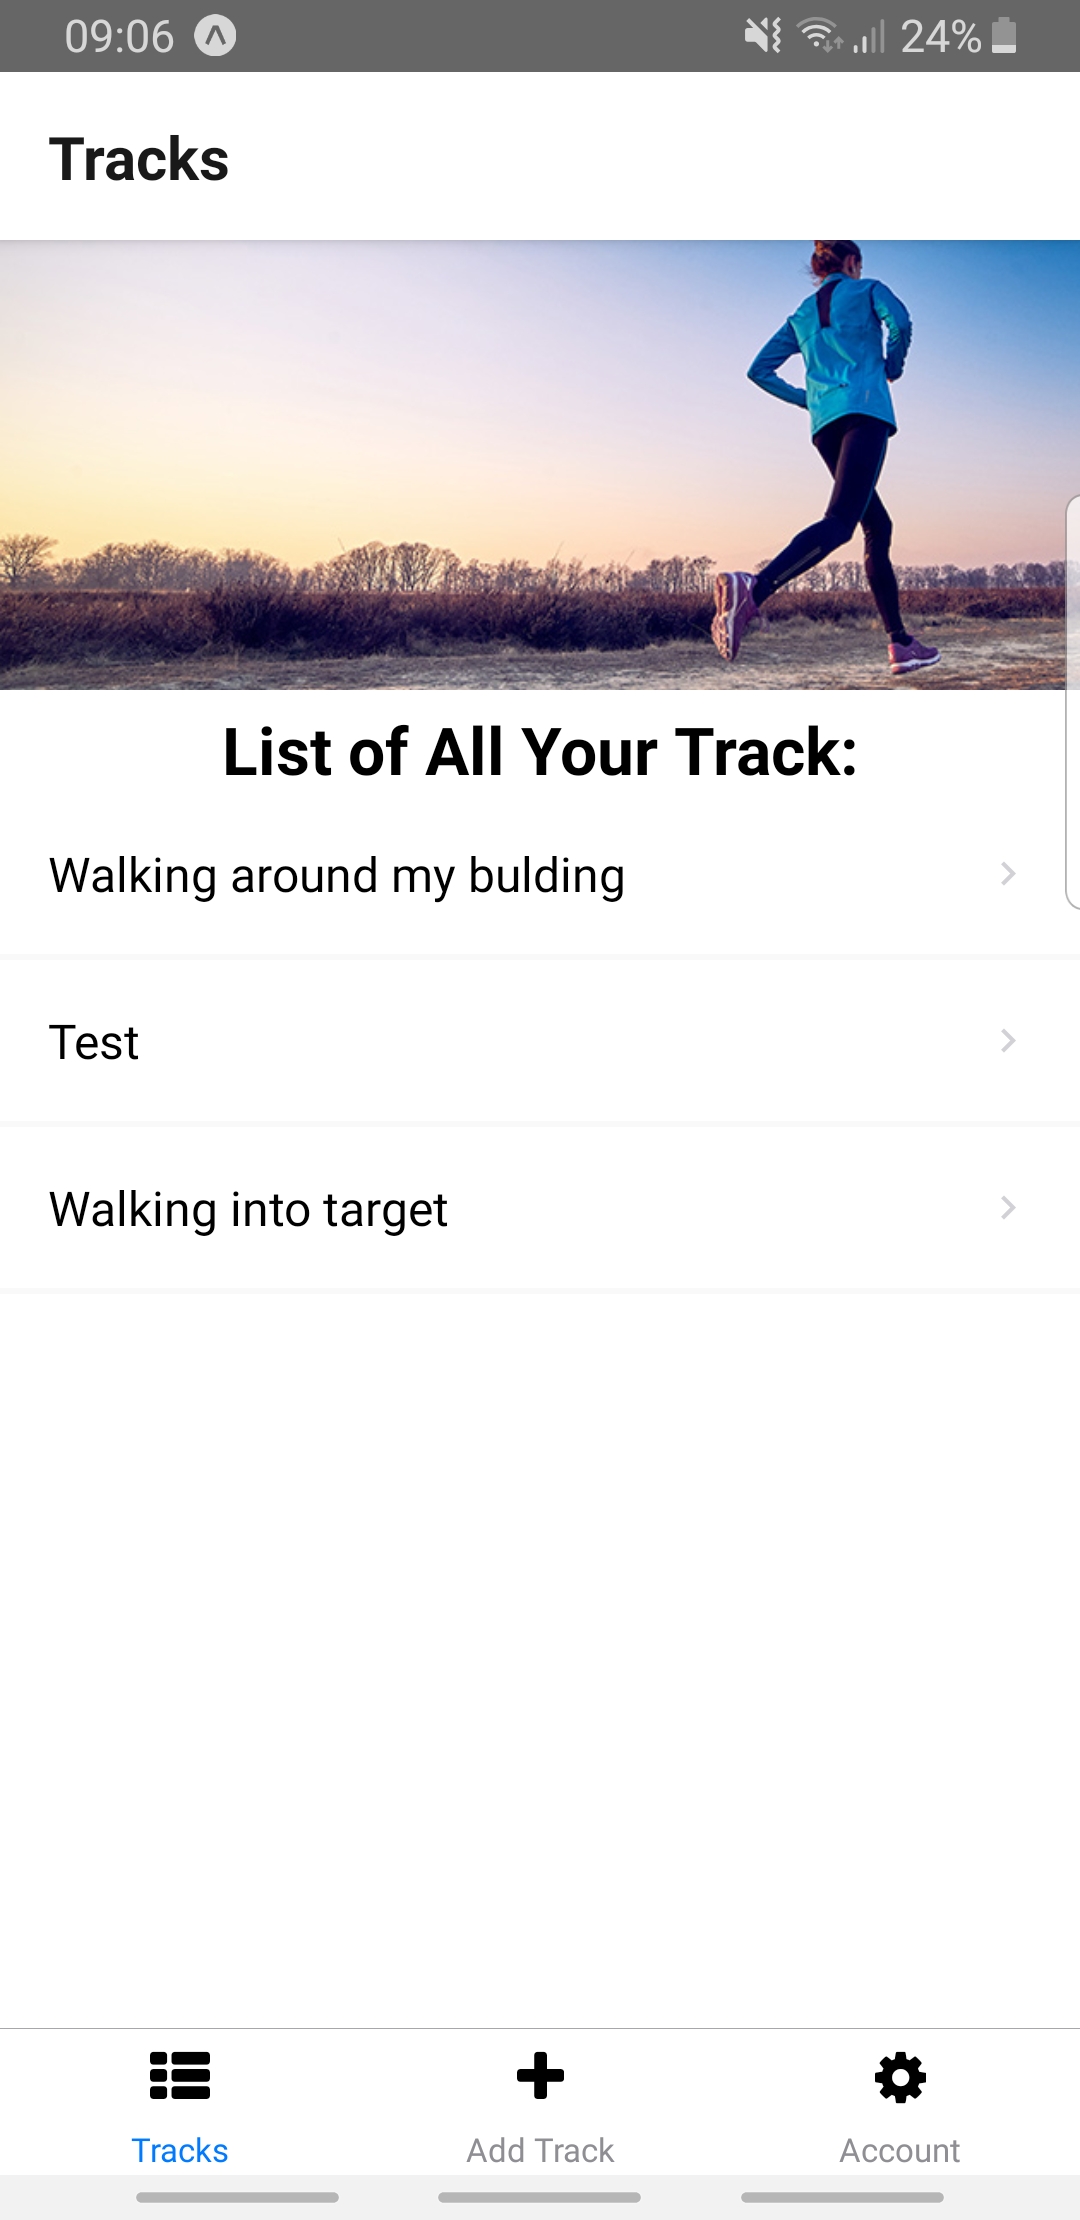 09:06 24%
Tracks
List of All Your Track:
Walking around my bulding
Test
Walking into target
Tracks Add Track Account